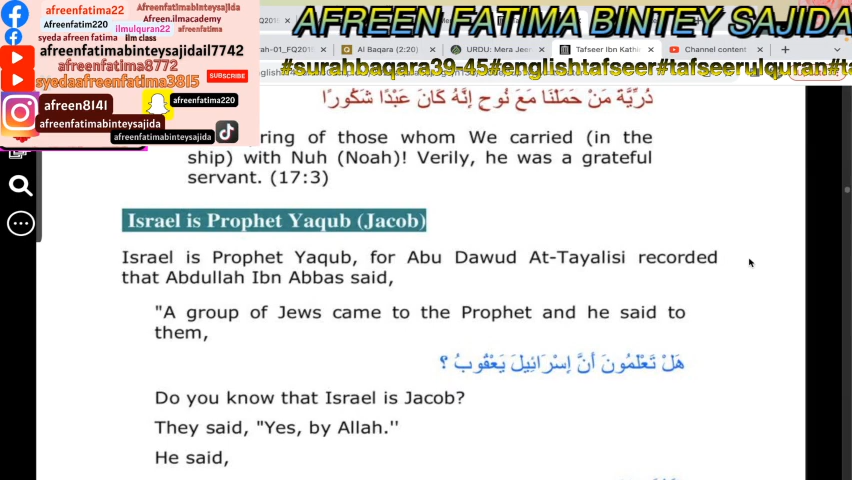 afreenfatima22
Afreenfatimabinteysajida
Afreen.ilmacademy
Afreenfatima220
ilmulquran22
afreenfatima
syeda afreen fatima
ilm class
afreenfatimabinteysajidail7742
afreenfatima8772
syedaafreenfatima3815
SUBSCRIBE
afreen8141
afreenfatima220
afreenfatimabinteysajida
afreenfatimabinteysajida
AFREEN FATIMA BINTEY SAJIDA
Al Baqara (2:20)
URDU: Mera Jeer
Tafseer Ibn Kathi
Channel content
#surahbaqara39-45#englishtafseer#tafseerulquran#ta
ذُرِّيَّةَ مَنْ حَمَلْنَا مَعَ نُوحٍ إِنَّهُ كَانَ عَبْدًا شَكُورًا
ring of those whom We carried (in the
ship) with Nuh (Noah)! Verily, he was a grateful
servant. (17:3)
Israel is Prophet Yaqub (Jacob)
Israel is Prophet Yaqub, for Abu Dawud At-Tayalisi recorded
that Abdullah Ibn Abbas said,
"A group of Jews came to the Prophet and he said to
them,
هَلْ تَعْلَمُونَ أَنَّ إِسْرَائِيلَ يَعْقُوبُ ؟
Do you know that Israel is Jacob?
They said, "Yes, by Allah.''
He said,